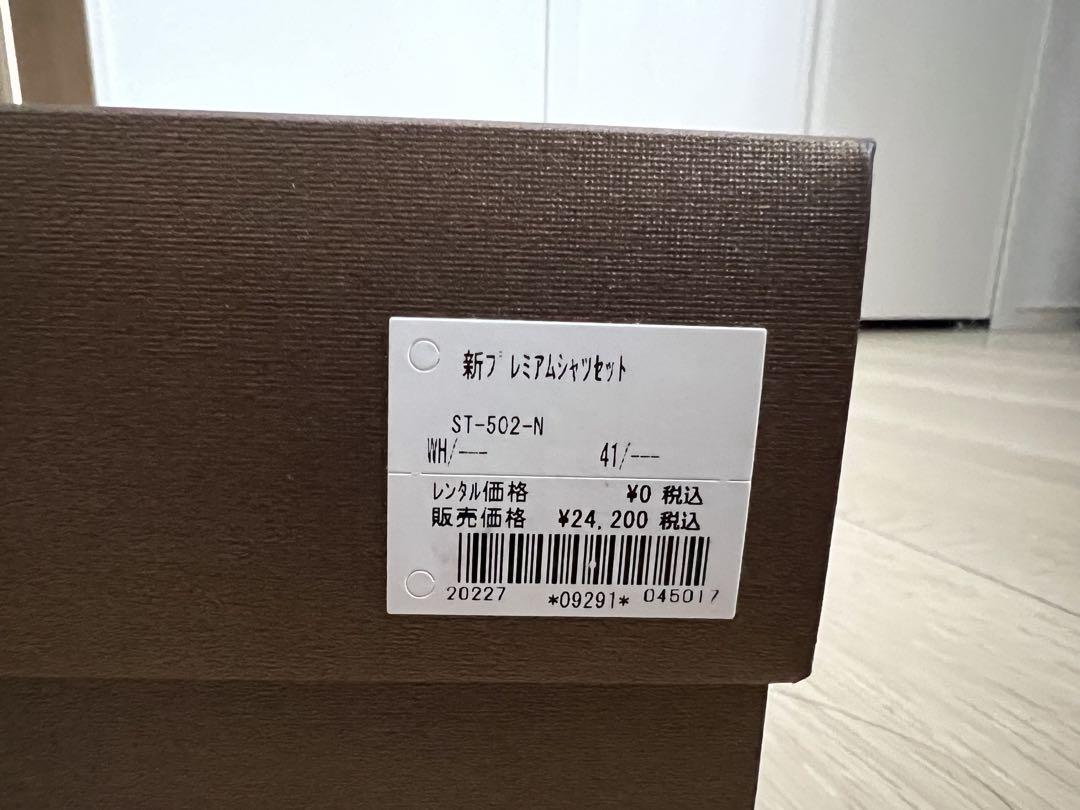 新ﾌﾟﾚﾐｱﾑｼｬﾂｾｯﾄ
ST-502-N
WH/--- 41/---
ﾚﾝﾀﾙ価格 ¥0 税込
販売価格 ¥24,200 税込
20227 *09291* 045017